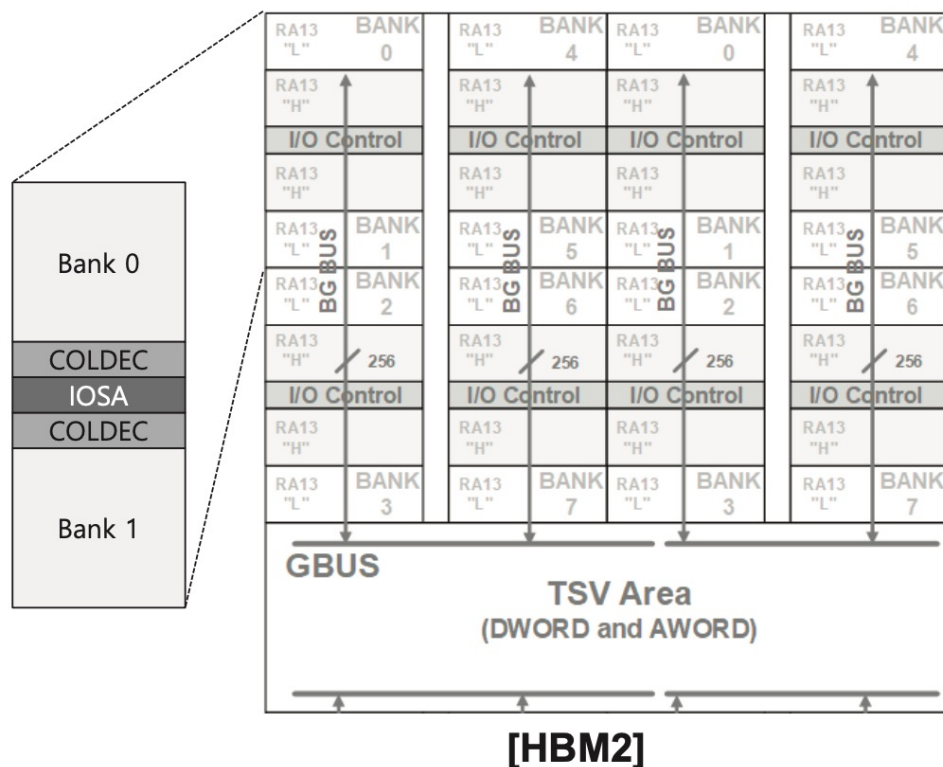 Bank 0
COLDEC
IOSA
COLDEC
Bank 1
RA13 BANK RA13 BANK RA13 BANK RA13 BANK
"L" 0 "L" 4 "L" 0 "L" 4
RA13 RA13 RA13 RA13
"H" "H" "H" "H"
I/O Control I/O Control I/O Control I/O Control
RA13 RA13 RA13 RA13
"H" "H" "H" "H"
RA13 BANK RA13 BANK RA13 BANK RA13 BANK
"L" 1 "L" 5 "L" 1 "L" 5
BG BUS BG BUS BG BUS BG BUS
RA13 BANK RA13 BANK RA13 BANK RA13 BANK
"L" 2 "L" 6 "L" 2 "L" 6
RA13 RA13 RA13 RA13
"H" 256 "H" 256 "H" 256 "H" 256
I/O Control I/O Control I/O Control I/O Control
RA13 RA13 RA13 RA13
"H" "H" "H" "H"
RA13 BANK RA13 BANK RA13 BANK RA13 BANK
"L" 3 "L" 7 "L" 3 "L" 7
GBUS
TSV Area
(DWORD and AWORD)
[HBM2]